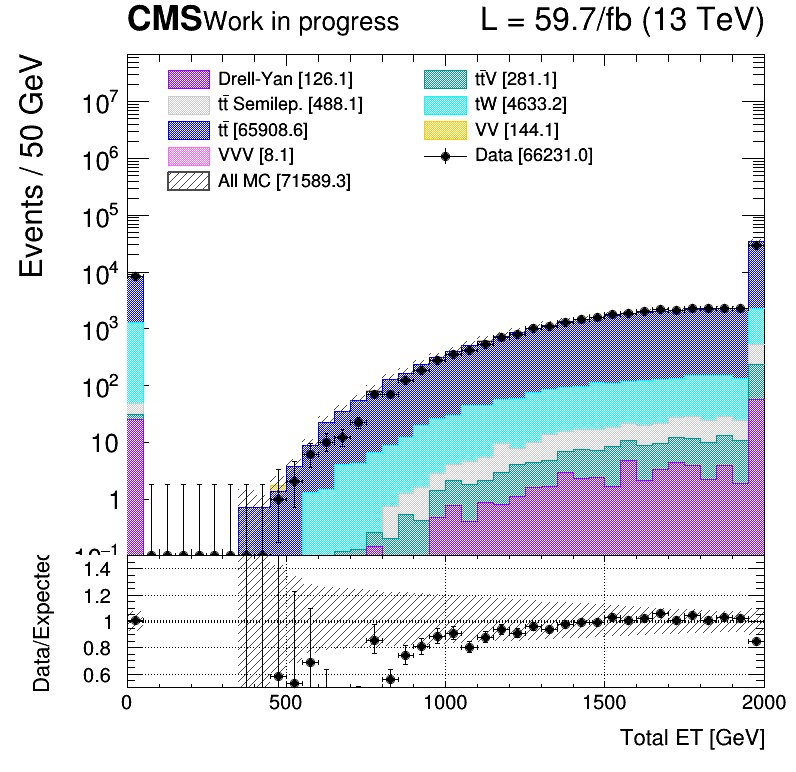 CMS Work in progress L = 59.7/fb (13 TeV)
Events / 50 GeV
Drell-Yan [126.1]
tt̄V [281.1]
tt̄ Semilep. [488.1]
tW [4633.2]
tt̄ [65908.6]
VV [144.1]
VVV [8.1]
Data [66231.0]
All MC [71589.3]
10⁷
10⁶
10⁵
10⁴
10³
10²
10
1
10⁻¹
Data/Expected
1.4
1.2
1
0.8
0.6
0 500 1000 1500 2000
Total ET [GeV]